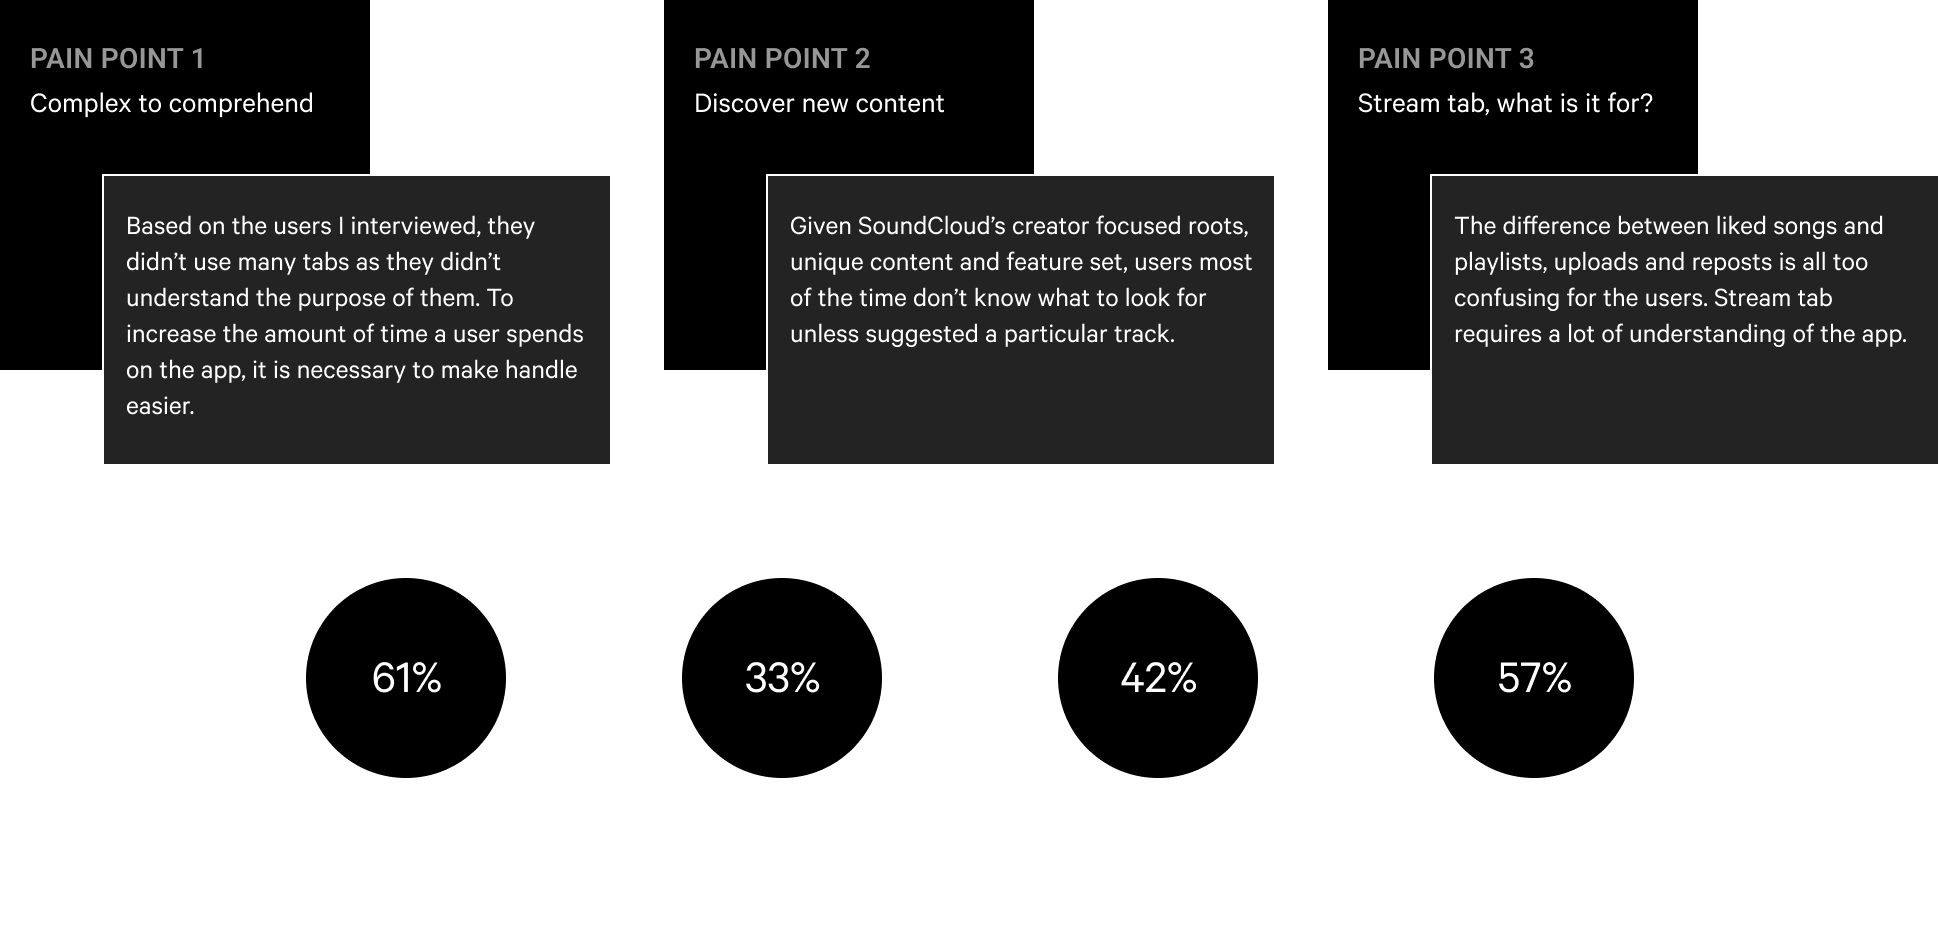 PAIN POINT 1
Complex to comprehend
Based on the users I interviewed, they
didn’t use many tabs as they didn’t
understand the purpose of them. To
increase the amount of time a user spends
on the app, it is necessary to make handle
easier.
PAIN POINT 2
Discover new content
Given SoundCloud’s creator focused roots,
unique content and feature set, users most
of the time don’t know what to look for
unless suggested a particular track.
PAIN POINT 3
Stream tab, what is it for?
The difference between liked songs and
playlists, uploads and reposts is all too
confusing for the users. Stream tab
requires a lot of understanding of the app.
61%
33%
42%
57%